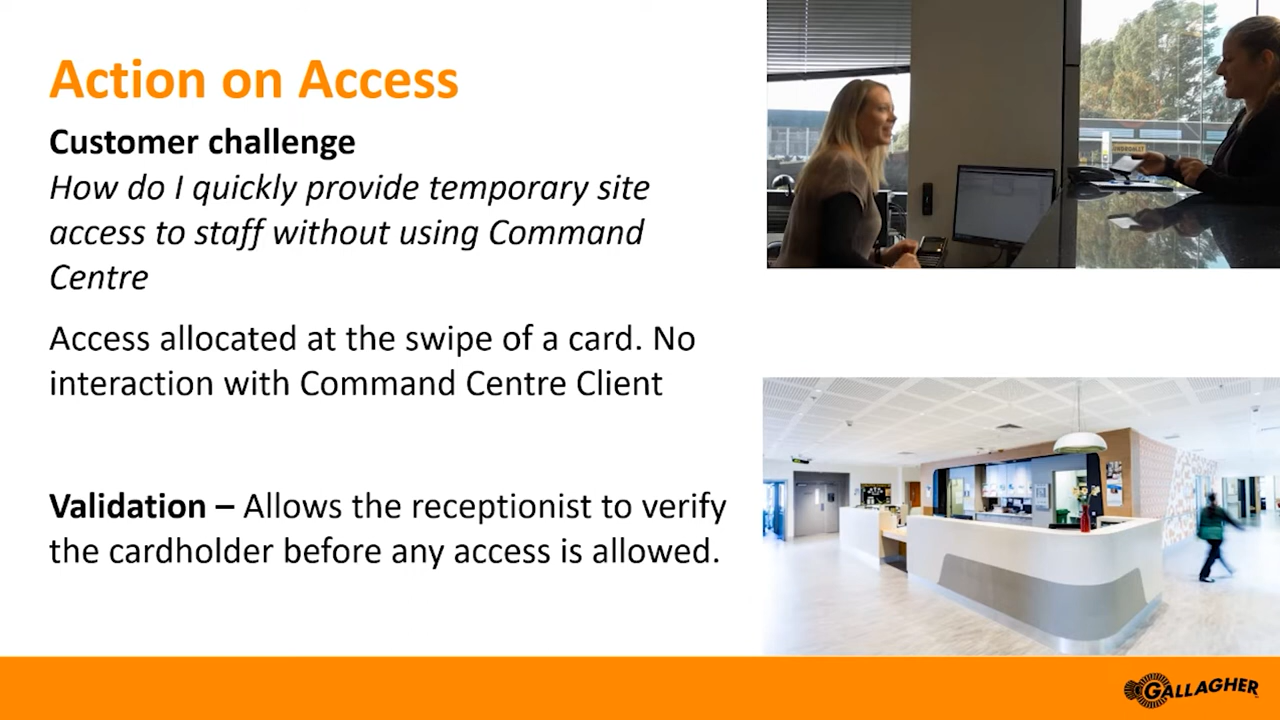 Action on Access
Customer challenge
How do I quickly provide temporary site
access to staff without using Command
Centre
Access allocated at the swipe of a card. No
interaction with Command Centre Client
Validation – Allows the receptionist to verify
the cardholder before any access is allowed.
GALLAGHER